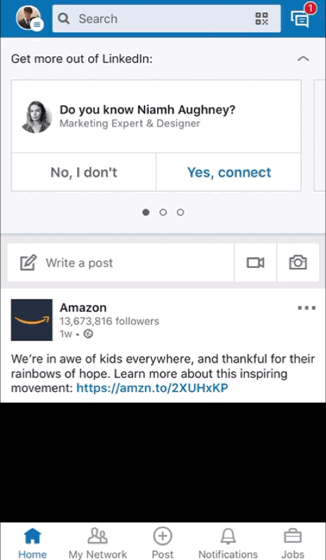 Search
1
Get more out of LinkedIn:
Do you know Niamh Aughney?
Marketing Expert & Designer
No, I don't
Yes, connect
Write a post
Amazon
13,673,816 followers
1w •
We're in awe of kids everywhere, and thankful for their
rainbows of hope. Learn more about this inspiring
movement: https://amzn.to/2XUHxKP
Home
My Network
Post
Notifications
Jobs